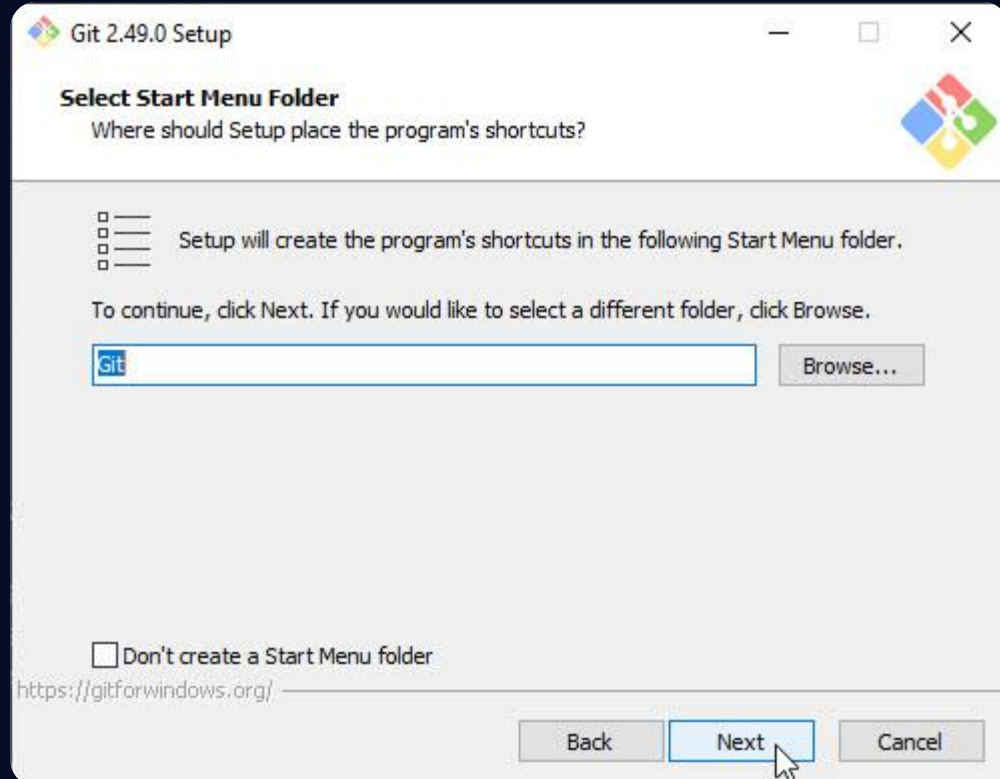 Git 2.49.0 Setup
Select Start Menu Folder
Where should Setup place the program's shortcuts?
Setup will create the program's shortcuts in the following Start Menu folder.
To continue, click Next. If you would like to select a different folder, click Browse.
Git
Browse...
Don't create a Start Menu folder
https://gitforwindows.org/
Back
Next
Cancel